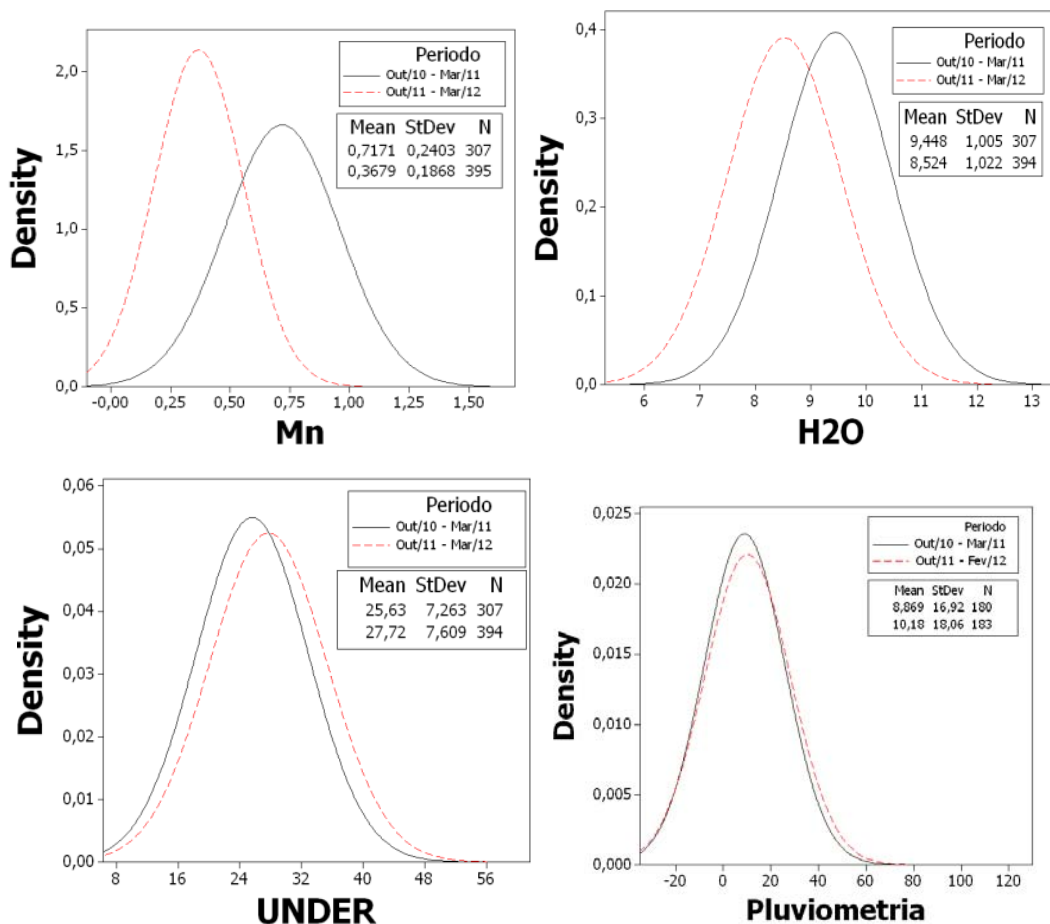 Density
2,0
1,5
1,0
0,5
0,0
Periodo
Out/10 - Mar/11
Out/11 - Mar/12
Mean StDev N
0,7171 0,2403 307
0,3679 0,1868 395
-0,00 0,25 0,50 0,75 1,00 1,25 1,50
Mn
Density
0,4
0,3
0,2
0,1
0,0
Periodo
Out/10 - Mar/11
Out/11 - Mar/12
Mean StDev N
9,448 1,005 307
8,524 1,022 394
6 7 8 9 10 11 12 13
H2O
Density
0,06
0,05
0,04
0,03
0,02
0,01
0,00
Periodo
Out/10 - Mar/11
Out/11 - Mar/12
Mean StDev N
25,63 7,263 307
27,72 7,609 394
8 16 24 32 40 48 56
UNDER
Density
0,025
0,020
0,015
0,010
0,005
0,000
Periodo
Out/10 - Mar/11
Out/11 - Fev/12
Mean StDev N
8,869 16,92 180
10,18 18,06 183
-20 0 20 40 60 80 100 120
Pluviometria